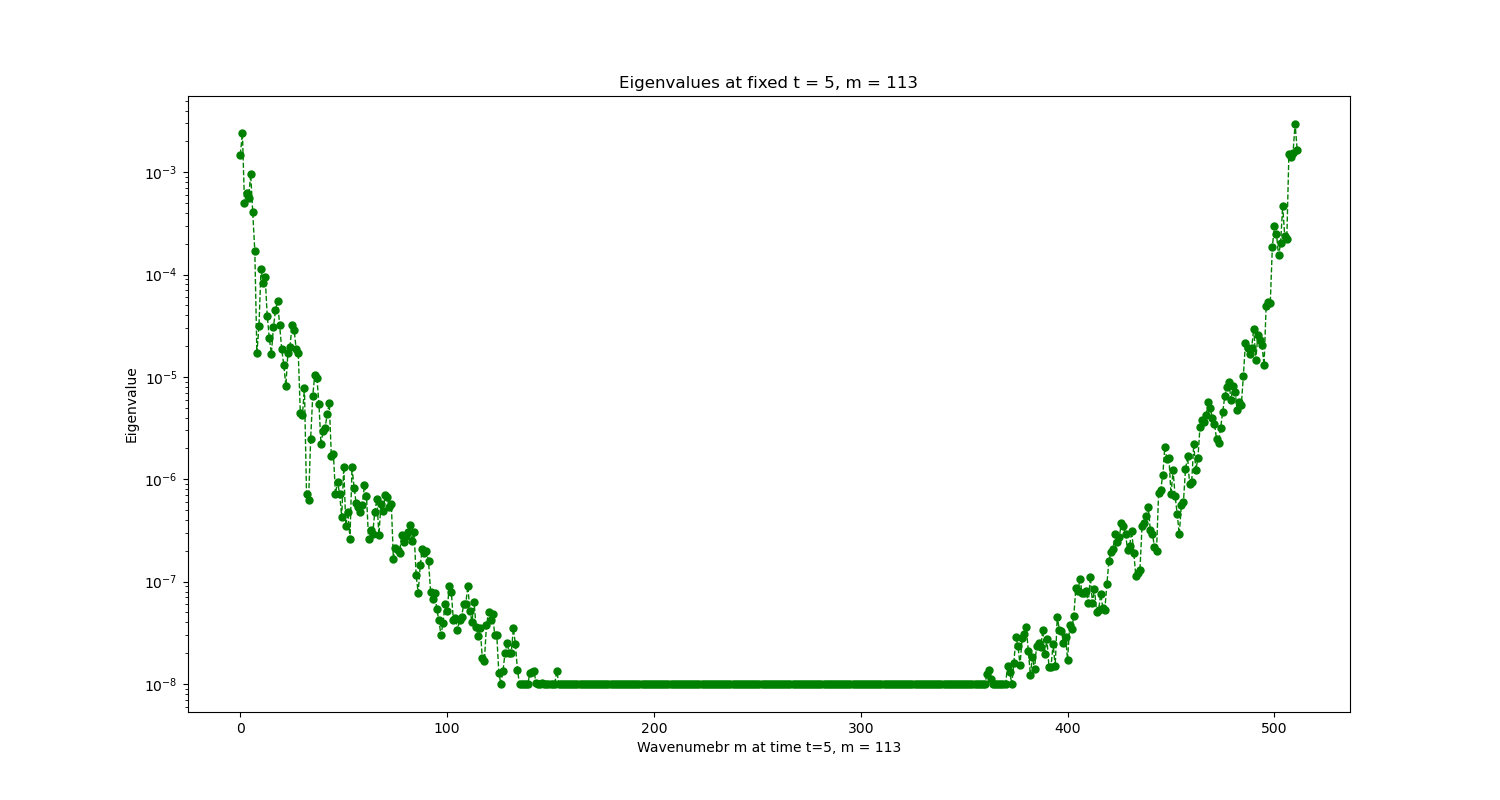 Eigenvalues at fixed t = 5, m = 113
Eigenvalue
10⁻³
10⁻⁴
10⁻⁵
10⁻⁶
10⁻⁷
10⁻⁸
0 100 200 300 400 500
Wavenumebr m at time t=5, m = 113